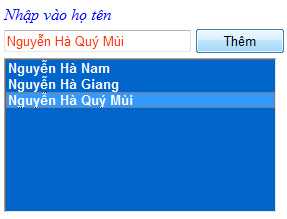 Nhập vào họ tên
Nguyễn Hà Quý Mùi
Thêm
Nguyễn Hà Nam
Nguyễn Hà Giang
Nguyễn Hà Quý Mùi